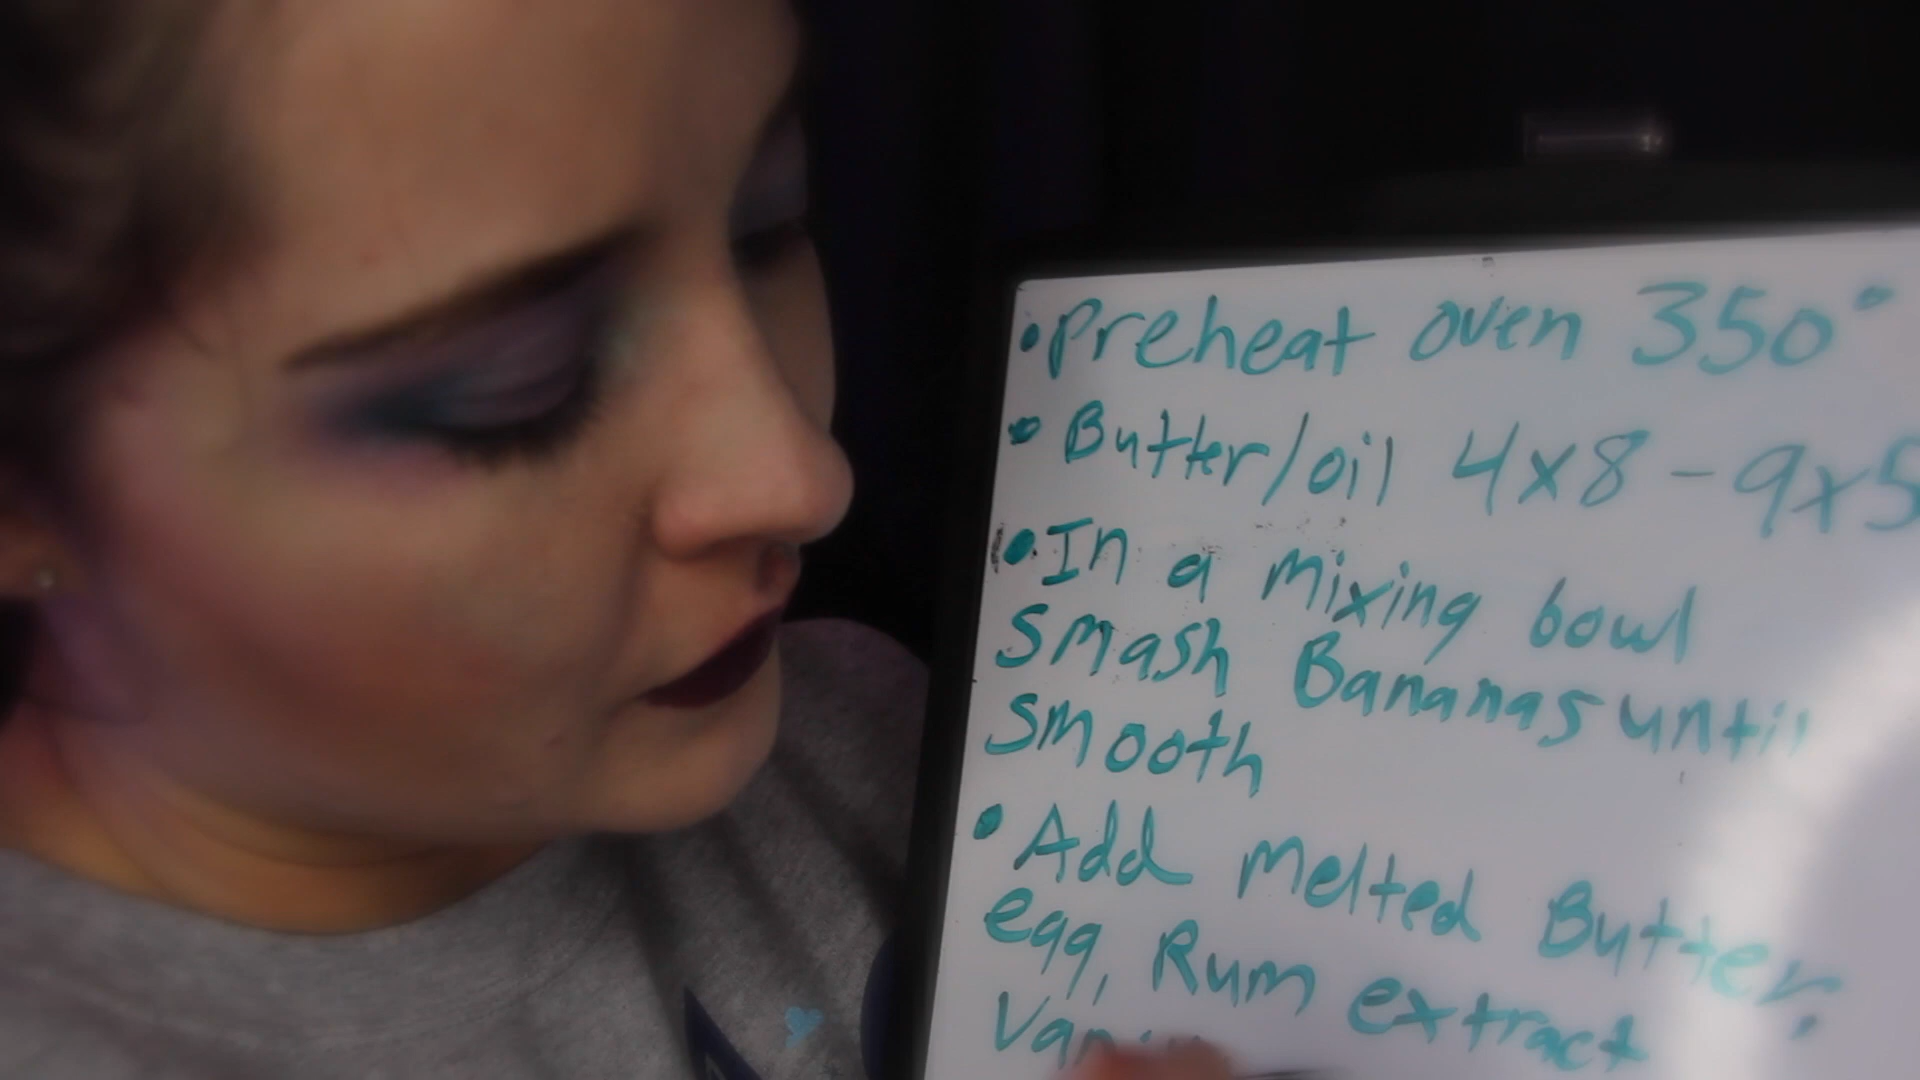 • Preheat oven 350°
• Butter/oil 4x8-9x5
• In a mixing bowl
Smash Bananas until
Smooth
• Add Melted Butter,
egg, Rum extract